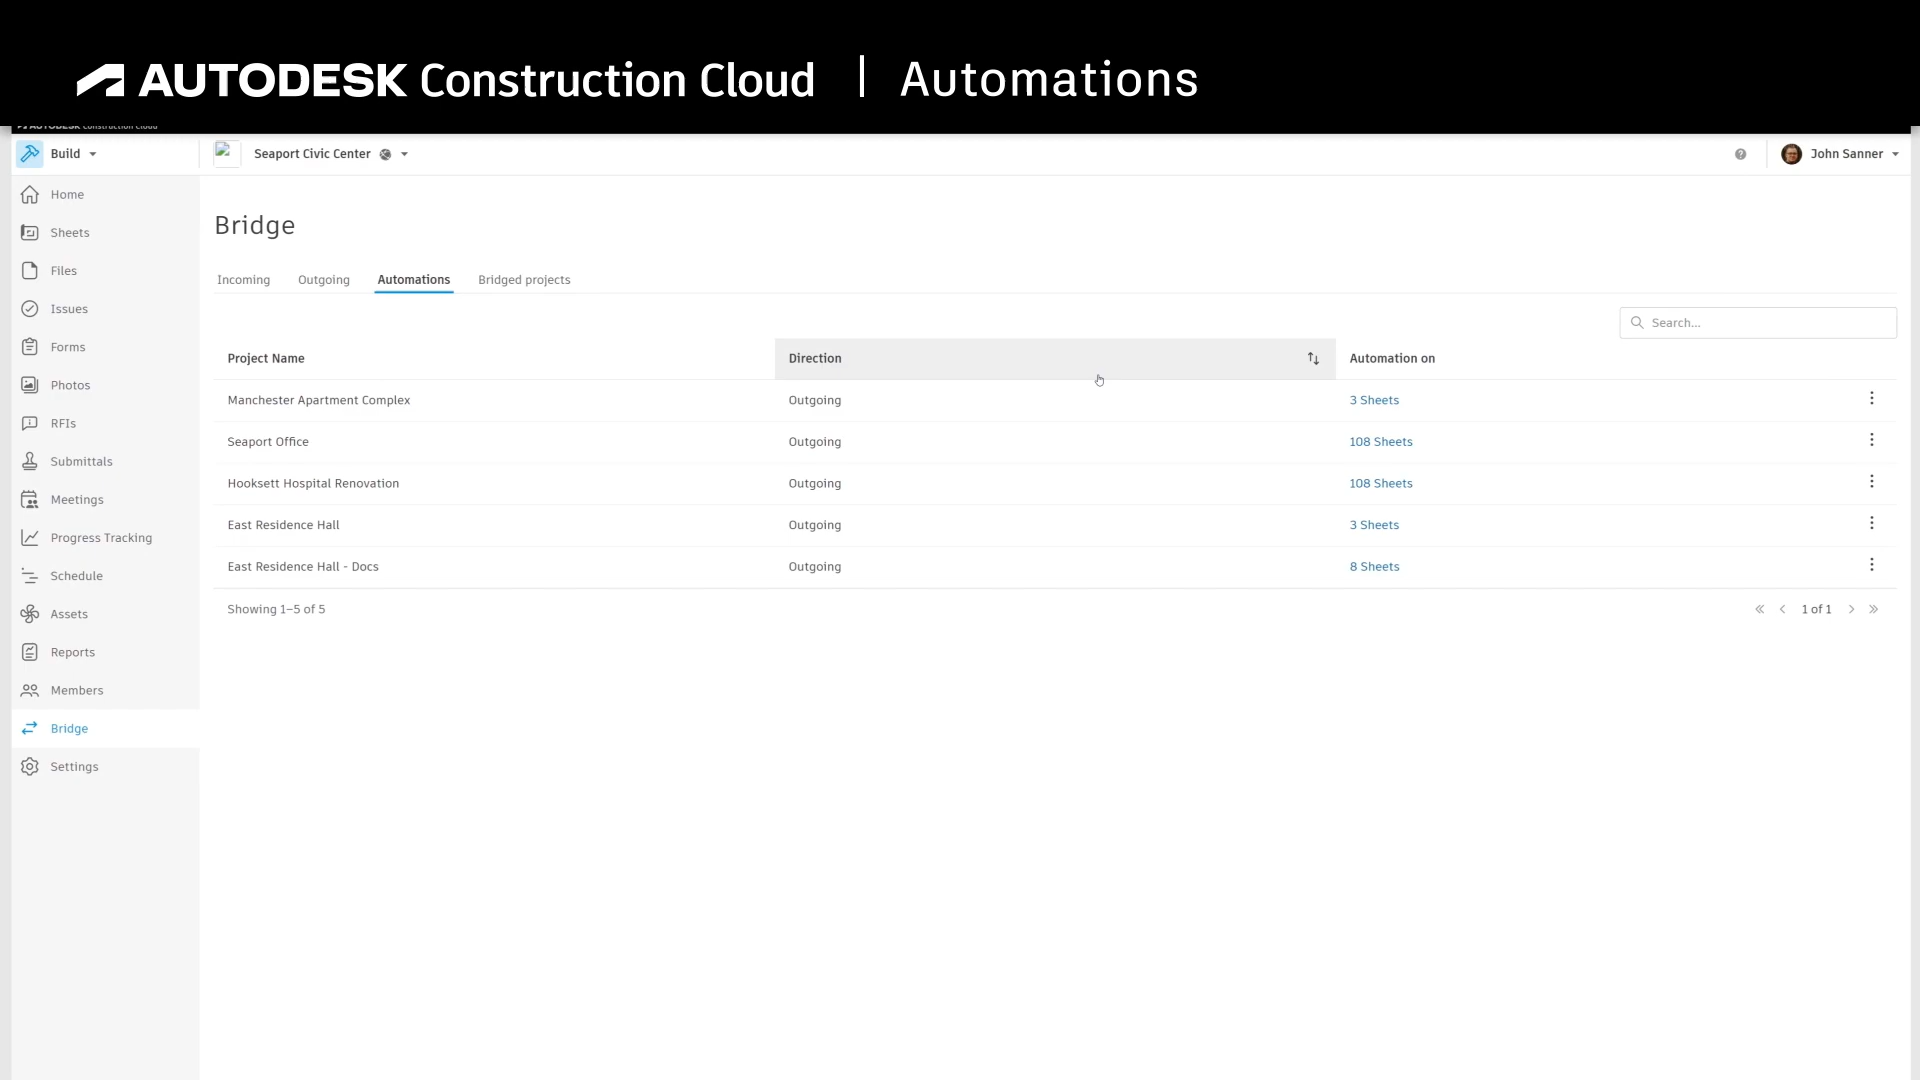 AUTODESK Construction Cloud | Automations
AUTODESK Construction Cloud
Build
Seaport Civic Center
John Sanner
Home
Sheets
Files
Issues
Forms
Photos
RFIs
Submittals
Meetings
Progress Tracking
Schedule
Assets
Reports
Members
Bridge
Settings
Bridge
Incoming Outgoing Automations Bridged projects
Search...
Project Name Direction Automation on
Manchester Apartment Complex Outgoing 3 Sheets
Seaport Office Outgoing 108 Sheets
Hooksett Hospital Renovation Outgoing 108 Sheets
East Residence Hall Outgoing 3 Sheets
East Residence Hall - Docs Outgoing 8 Sheets
Showing 1–5 of 5 1 of 1